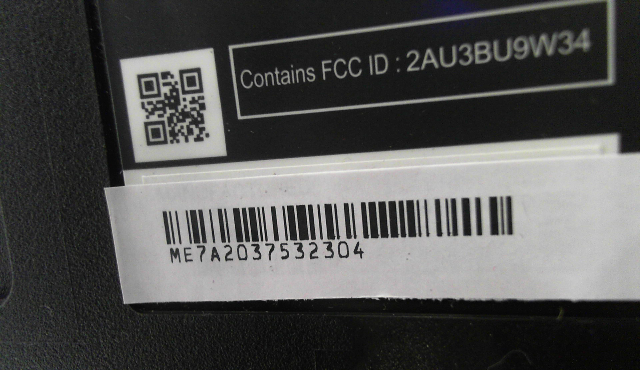 Contains FCC ID : 2AU3BU9W34
ME7A2037532304